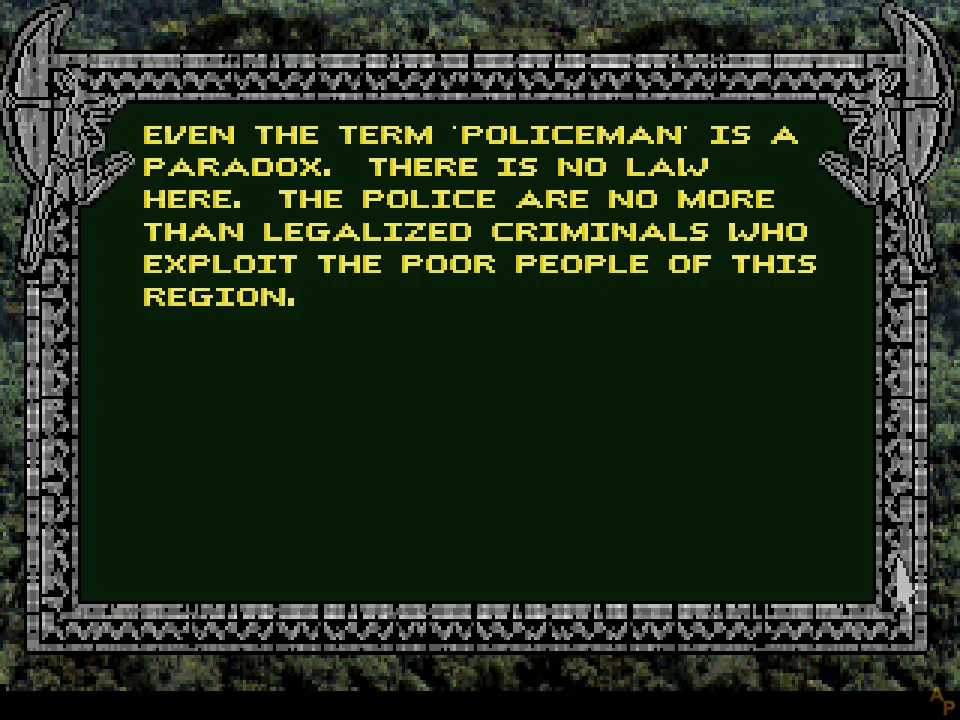 EVEN THE TERM 'POLICEMAN' IS A
PARADOX.  THERE IS NO LAW
HERE.  THE POLICE ARE NO MORE
THAN LEGALIZED CRIMINALS WHO
EXPLOIT THE POOR PEOPLE OF THIS
REGION.
AP